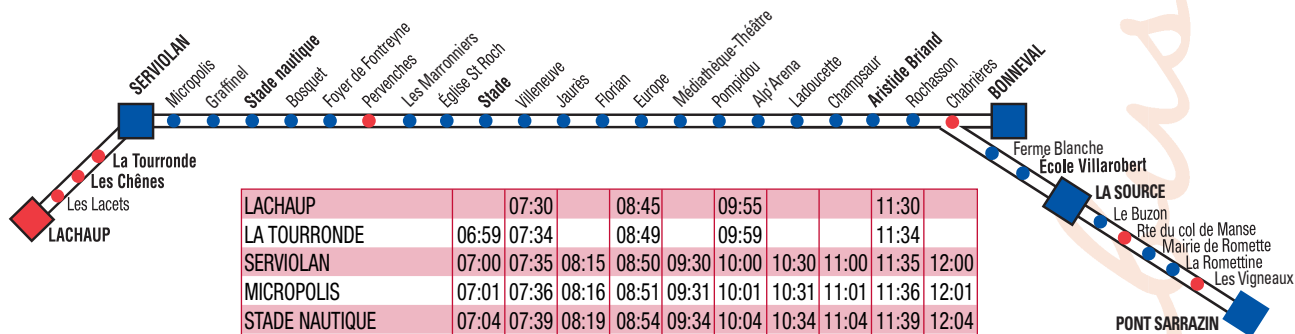 SERVIOLAN
Micropolis
Graffinel
Stade nautique
Bosquet
Foyer de Fontreyne
Pervenches
Les Marronniers
Église St Roch
Stade
Villeneuve
Jaurès
Florian
Europe
Médiathèque-Théâtre
Pompidou
Alp'Arena
Ladoucette
Champsaur
Aristide Briand
Rochasson
Chabrières
BONNEVAL
La Tourronde
Les Chênes
Les Lacets
LACHAUP
Ferme Blanche
École Villarobert
LA SOURCE
Le Buzon
Rte du col de Manse
Mairie de Romette
La Romettine
Les Vigneaux
PONT SARRAZIN
LACHAUP 07:30 08:45 09:55 11:30
LA TOURRONDE 06:59 07:34 08:49 09:59 11:34
SERVIOLAN 07:00 07:35 08:15 08:50 09:30 10:00 10:30 11:00 11:35 12:00
MICROPOLIS 07:01 07:36 08:16 08:51 09:31 10:01 10:31 11:01 11:36 12:01
STADE NAUTIQUE 07:04 07:39 08:19 08:54 09:34 10:04 10:34 11:04 11:39 12:04